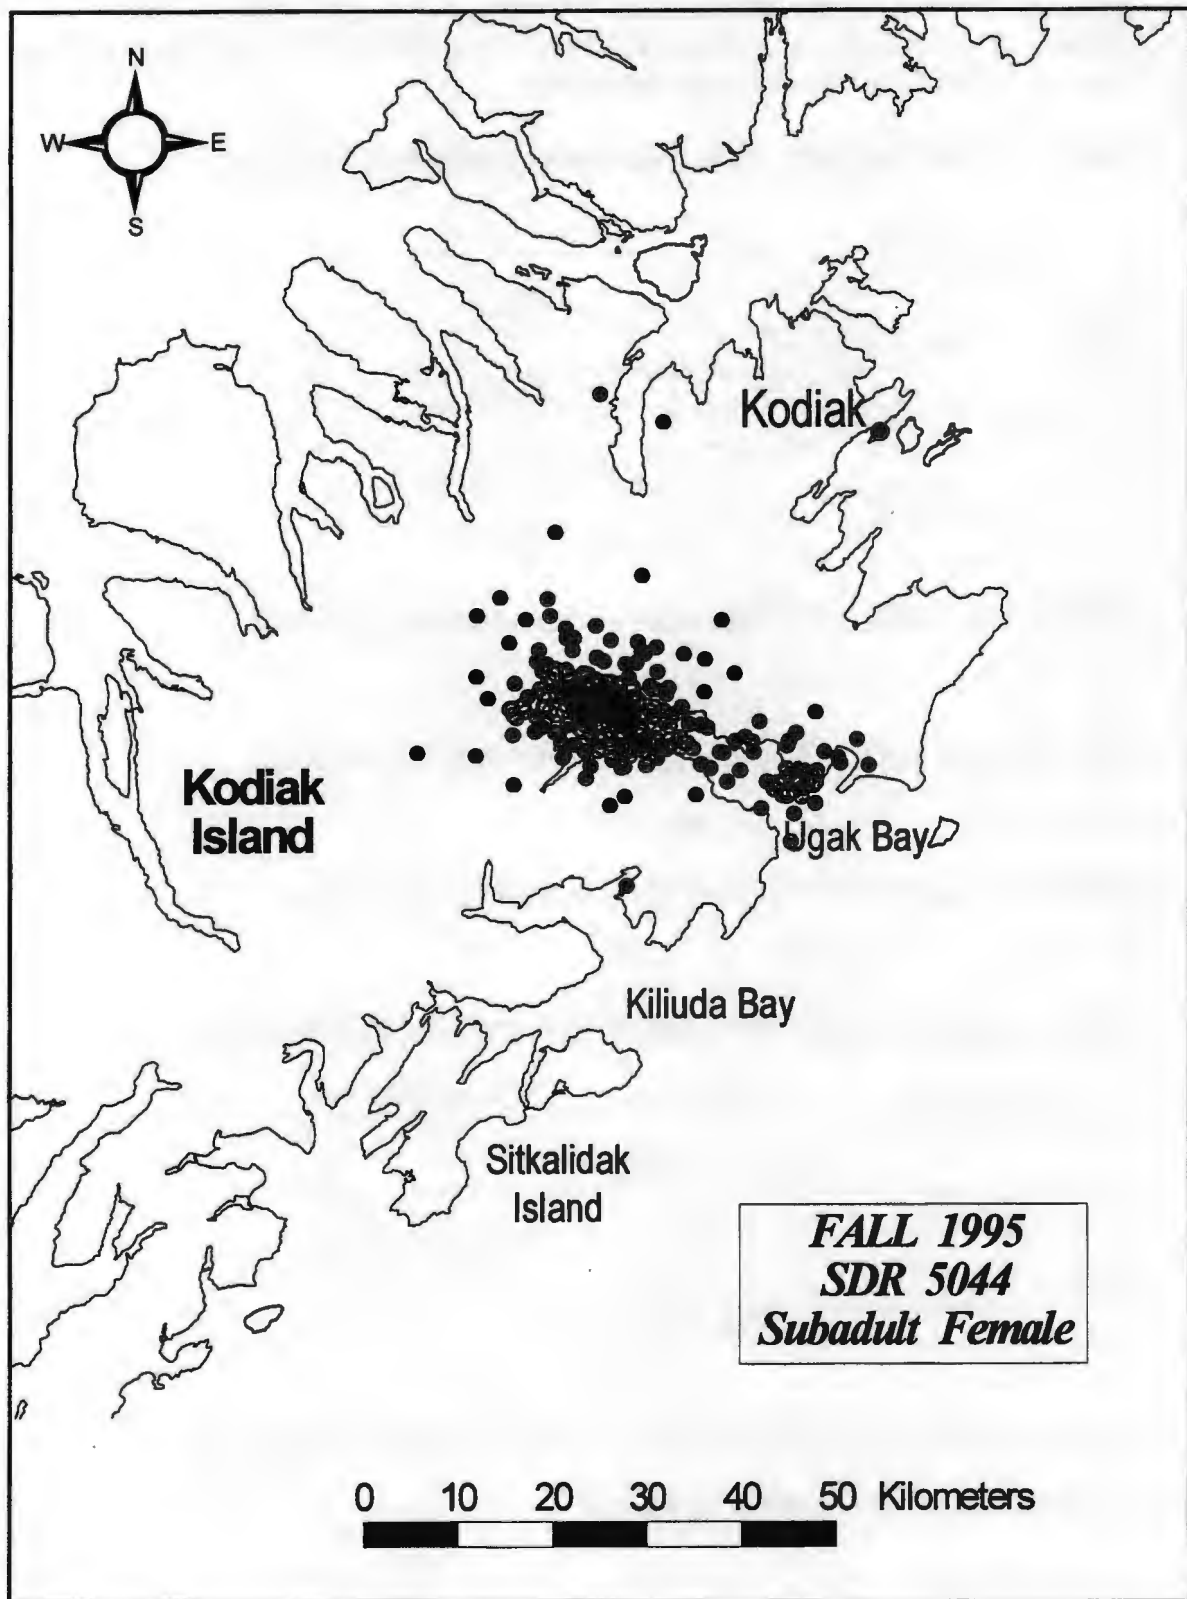 N
W E
S
Kodiak
Kodiak
Island
Ugak Bay
Kiliuda Bay
Sitkalidak
Island
FALL 1995
SDR 5044
Subadult Female
0 10 20 30 40 50 Kilometers